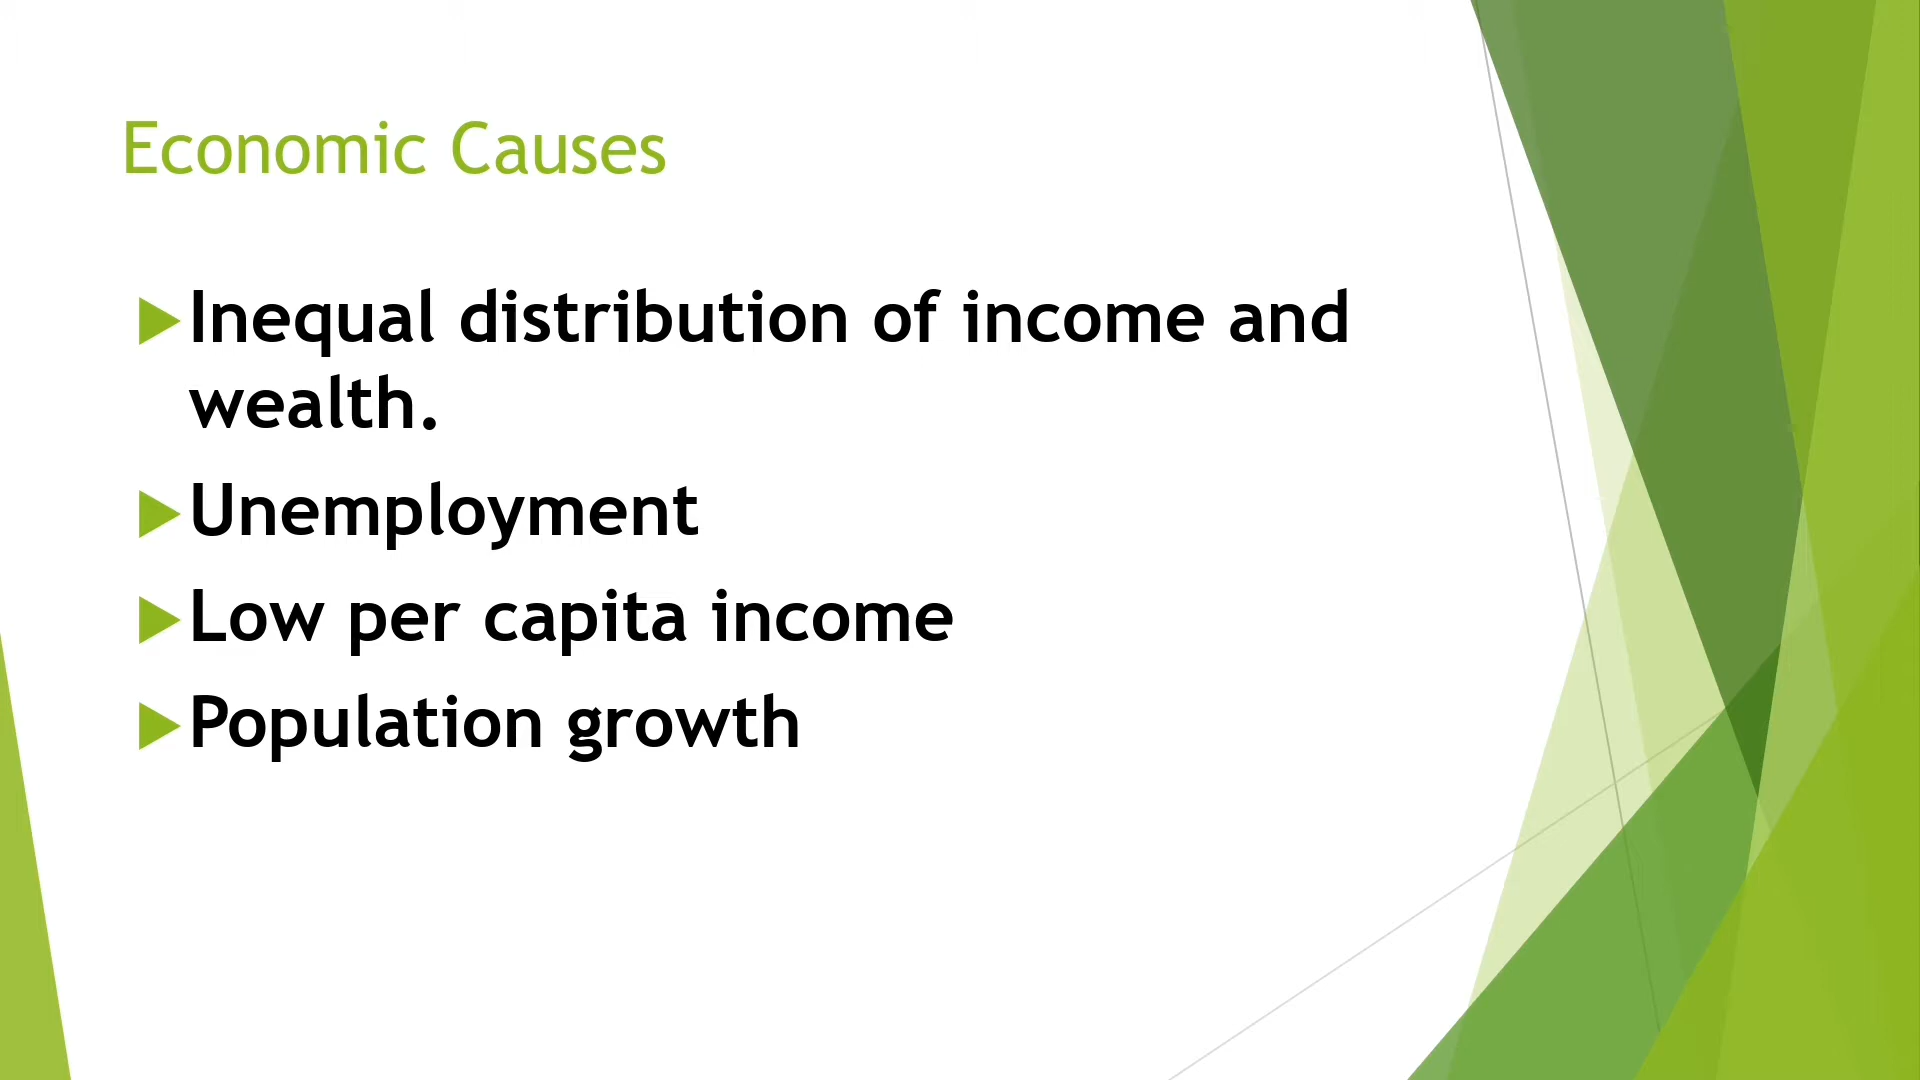 Economic Causes
Inequal distribution of income and
wealth.
Unemployment
Low per capita income
Population growth